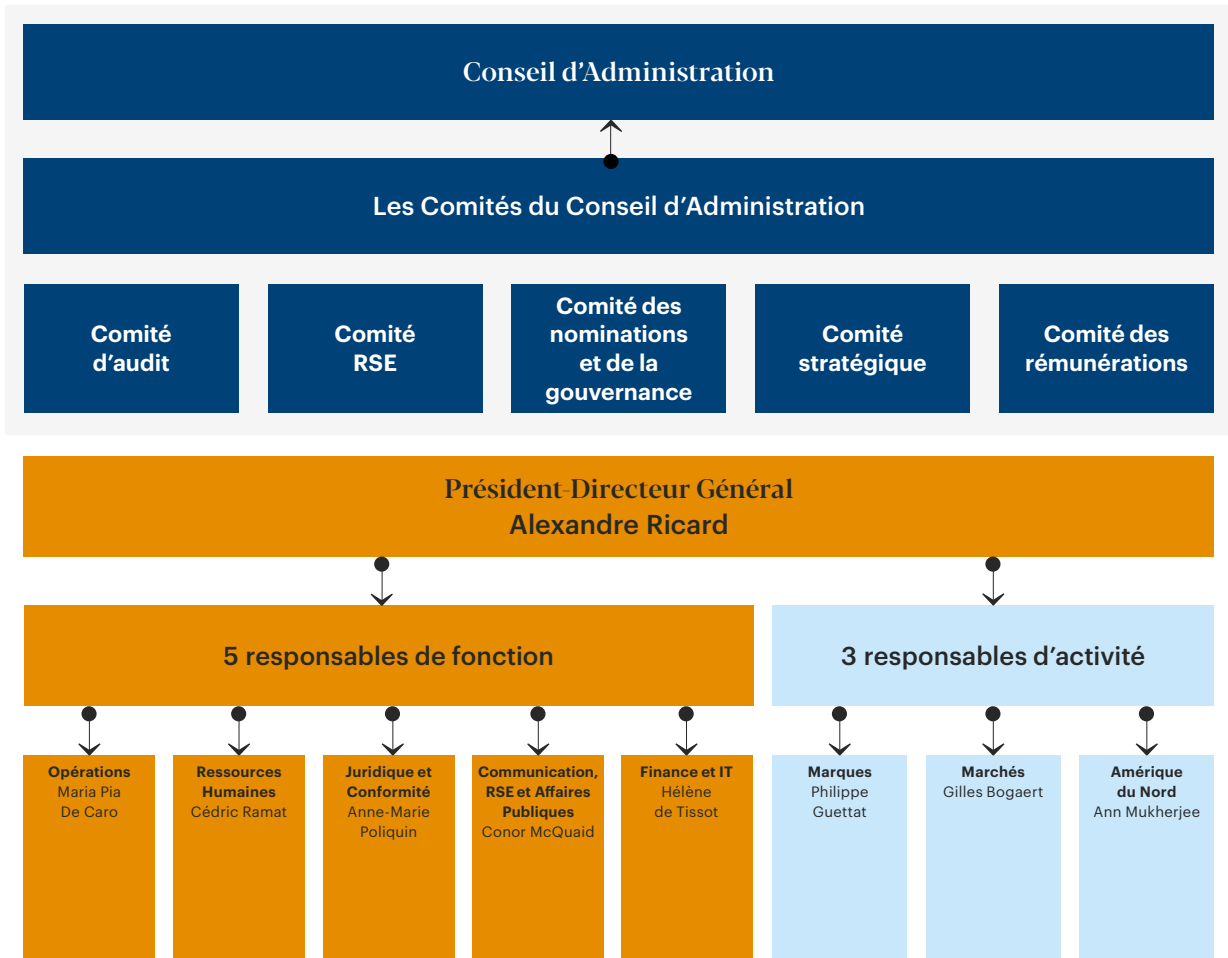 Conseil d’Administration
Les Comités du Conseil d’Administration
Comité
d’audit
Comité
RSE
Comité des
nominations
et de la
gouvernance
Comité
stratégique
Comité des
rémunérations
Président-Directeur Général
Alexandre Ricard
5 responsables de fonction
3 responsables d’activité
Opérations
Maria Pia
De Caro
Ressources
Humaines
Cédric Ramat
Juridique et
Conformité
Anne-Marie
Poliquin
Communication,
RSE et Affaires
Publiques
Conor McQuaid
Finance et IT
Hélène
de Tissot
Marques
Philippe
Guettat
Marchés
Gilles Bogaert
Amérique
du Nord
Ann Mukherjee